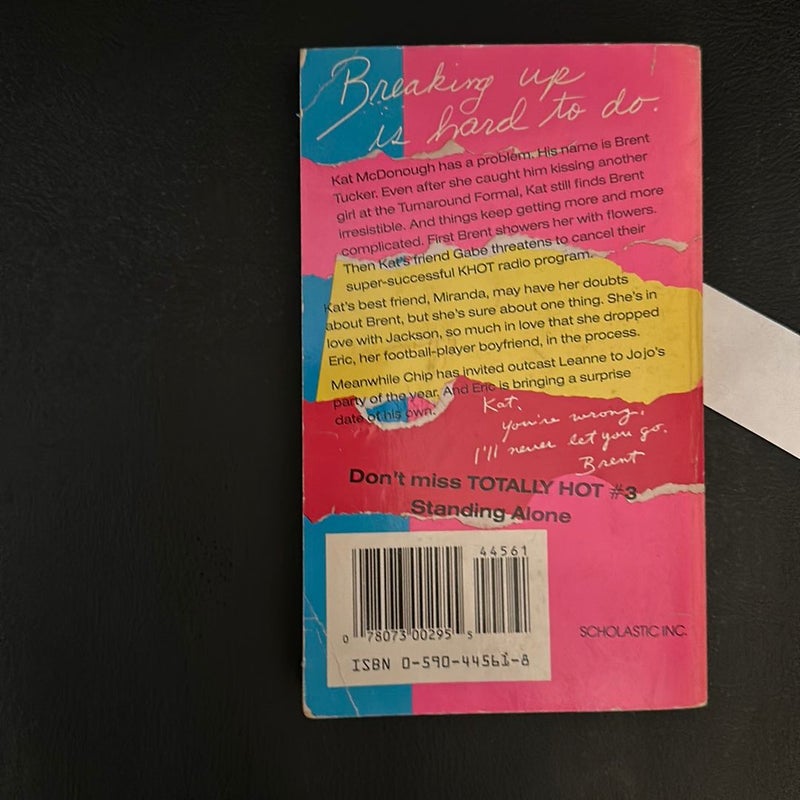 Breaking up
is hard to do.
Kat McDonough has a problem. His name is Brent
Tucker. Even after she caught him kissing another
girl at the Turnaround Formal, Kat still finds Brent
irresistible. And things keep getting more and more
complicated. First Brent showers her with flowers.
Then Kat's friend Gabe threatens to cancel their
super-successful KHOT radio program.
Kat's best friend, Miranda, may have her doubts
about Brent, but she's sure about one thing. She's in
love with Jackson, so much in love that she dropped
Eric, her football-player boyfriend, in the process.
Meanwhile Chip has invited outcast Leanne to Jojo's
party of the year. And Eric is bringing a surprise
date of his own.
Kat,
You're wrong.
I'll never let you go.
Brent
Don't miss TOTALLY HOT #3
Standing Alone
44561
0 78073 00295 5
ISBN 0-590-44561-8
SCHOLASTIC INC.